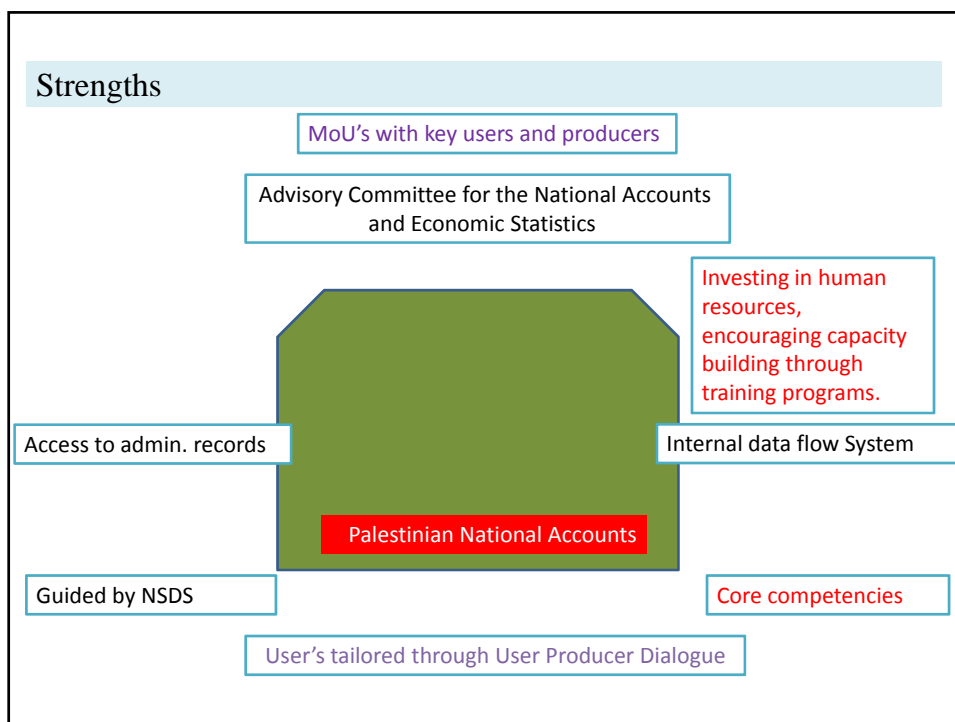 Strengths
MoU's with key users and producers
Advisory Committee for the National Accounts
and Economic Statistics
Investing in human
resources,
encouraging capacity
building through
training programs.
Access to admin. records
Internal data flow System
Palestinian National Accounts
Guided by NSDS
Core competencies
User's tailored through User Producer Dialogue